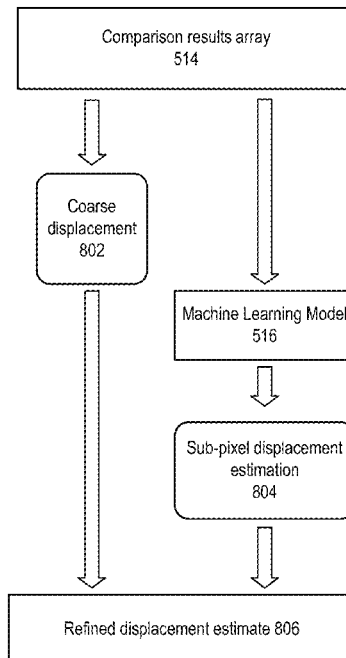 Comparison results array
514
Coarse
displacement
802
Machine Learning Model
516
Sub-pixel displacement
estimation
804
Refined displacement estimate 806